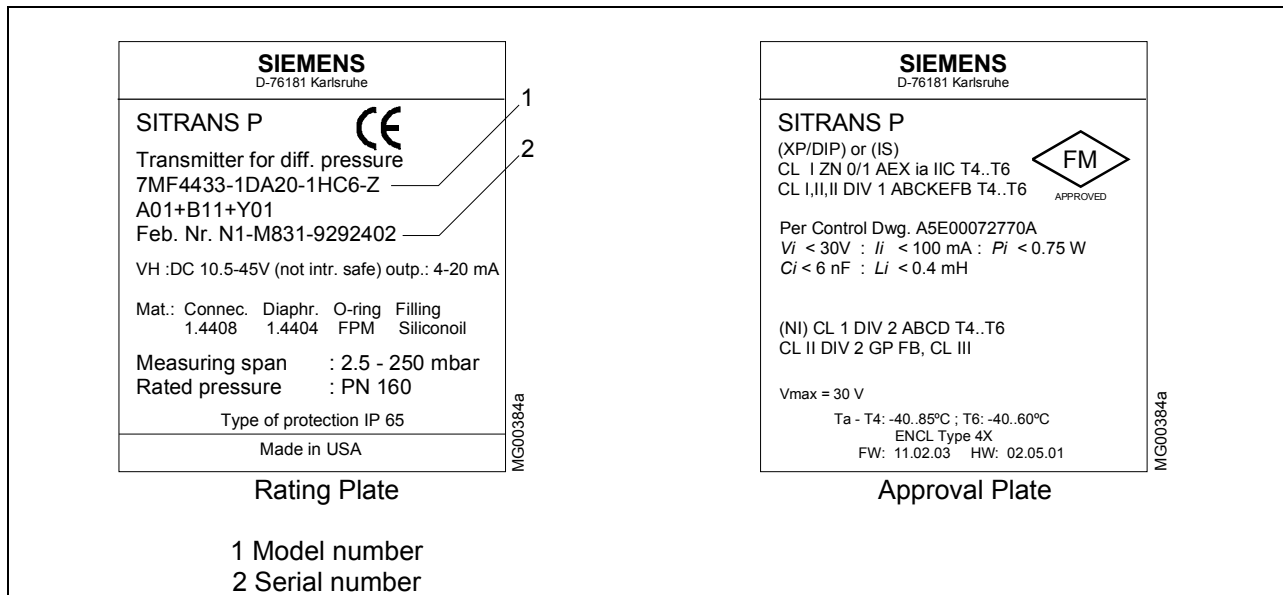 SIEMENS
D-76181 Karlsruhe
SITRANS P
CE
Transmitter for diff. pressure
7MF4433-1DA20-1HC6-Z
A01+B11+Y01
Feb. Nr. N1-M831-9292402
VH :DC 10.5-45V (not intr. safe) outp.: 4-20 mA
Mat.: Connec. Diaphr. O-ring Filling
1.4408 1.4404 FPM Siliconoil
Measuring span : 2.5 - 250 mbar
Rated pressure : PN 160
Type of protection IP 65
Made in USA
MG00384a
1
2
Rating Plate
1 Model number
2 Serial number
SIEMENS
D-76181 Karlsruhe
SITRANS P
(XP/DIP) or (IS)
CL I ZN 0/1 AEX ia IIC T4..T6
CL I,II,II DIV 1 ABCKEFB T4..T6
FM
APPROVED
Per Control Dwg. A5E00072770A
Vi < 30V : Ii < 100 mA : Pi < 0.75 W
Ci < 6 nF : Li < 0.4 mH
(NI) CL 1 DIV 2 ABCD T4..T6
CL II DIV 2 GP FB, CL III
Vmax = 30 V
Ta - T4: -40..85ºC ; T6: -40..60ºC
ENCL Type 4X
FW: 11.02.03 HW: 02.05.01
MG00384a
Approval Plate